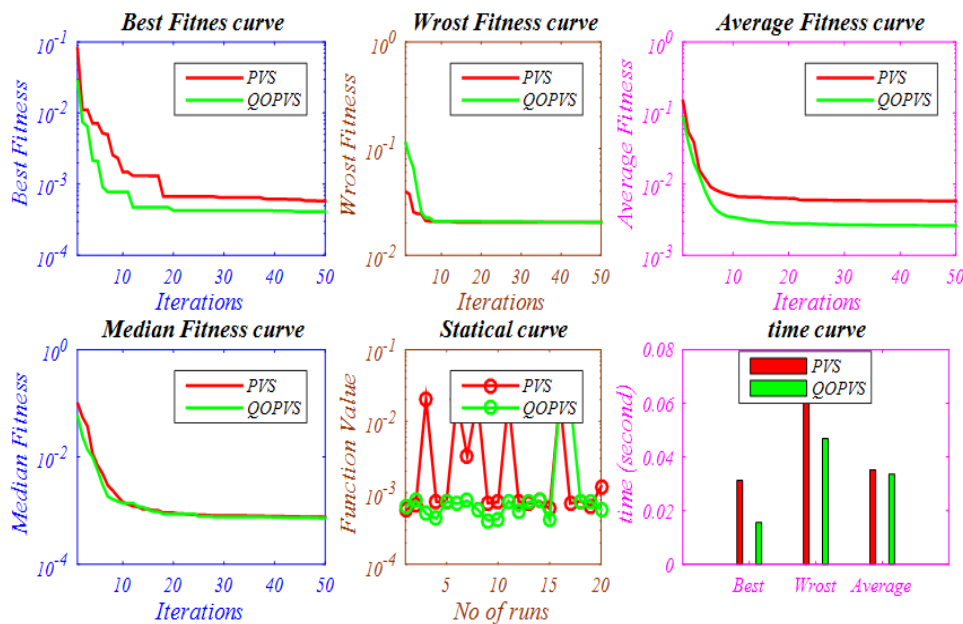 Best Fitnes curve
Best Fitness
10^-1
10^-2
10^-3
10^-4
PVS
QOPVS
10 20 30 40 50
Iterations
Wrost Fitness curve
Wrost Fitness
10^0
10^-1
10^-2
PVS
QOPVS
10 20 30 40 50
Iterations
Average Fitness curve
Average Fitness
10^0
10^-1
10^-2
10^-3
PVS
QOPVS
10 20 30 40 50
Iterations
Median Fitness curve
Median Fitness
10^0
10^-2
10^-4
PVS
QOPVS
10 20 30 40 50
Iterations
Statical curve
Function Value
10^-1
10^-2
10^-3
10^-4
PVS
QOPVS
5 10 15 20
No of runs
time curve
time (second)
0.08
0.06
0.04
0.02
0
PVS
QOPVS
Best Wrost Average